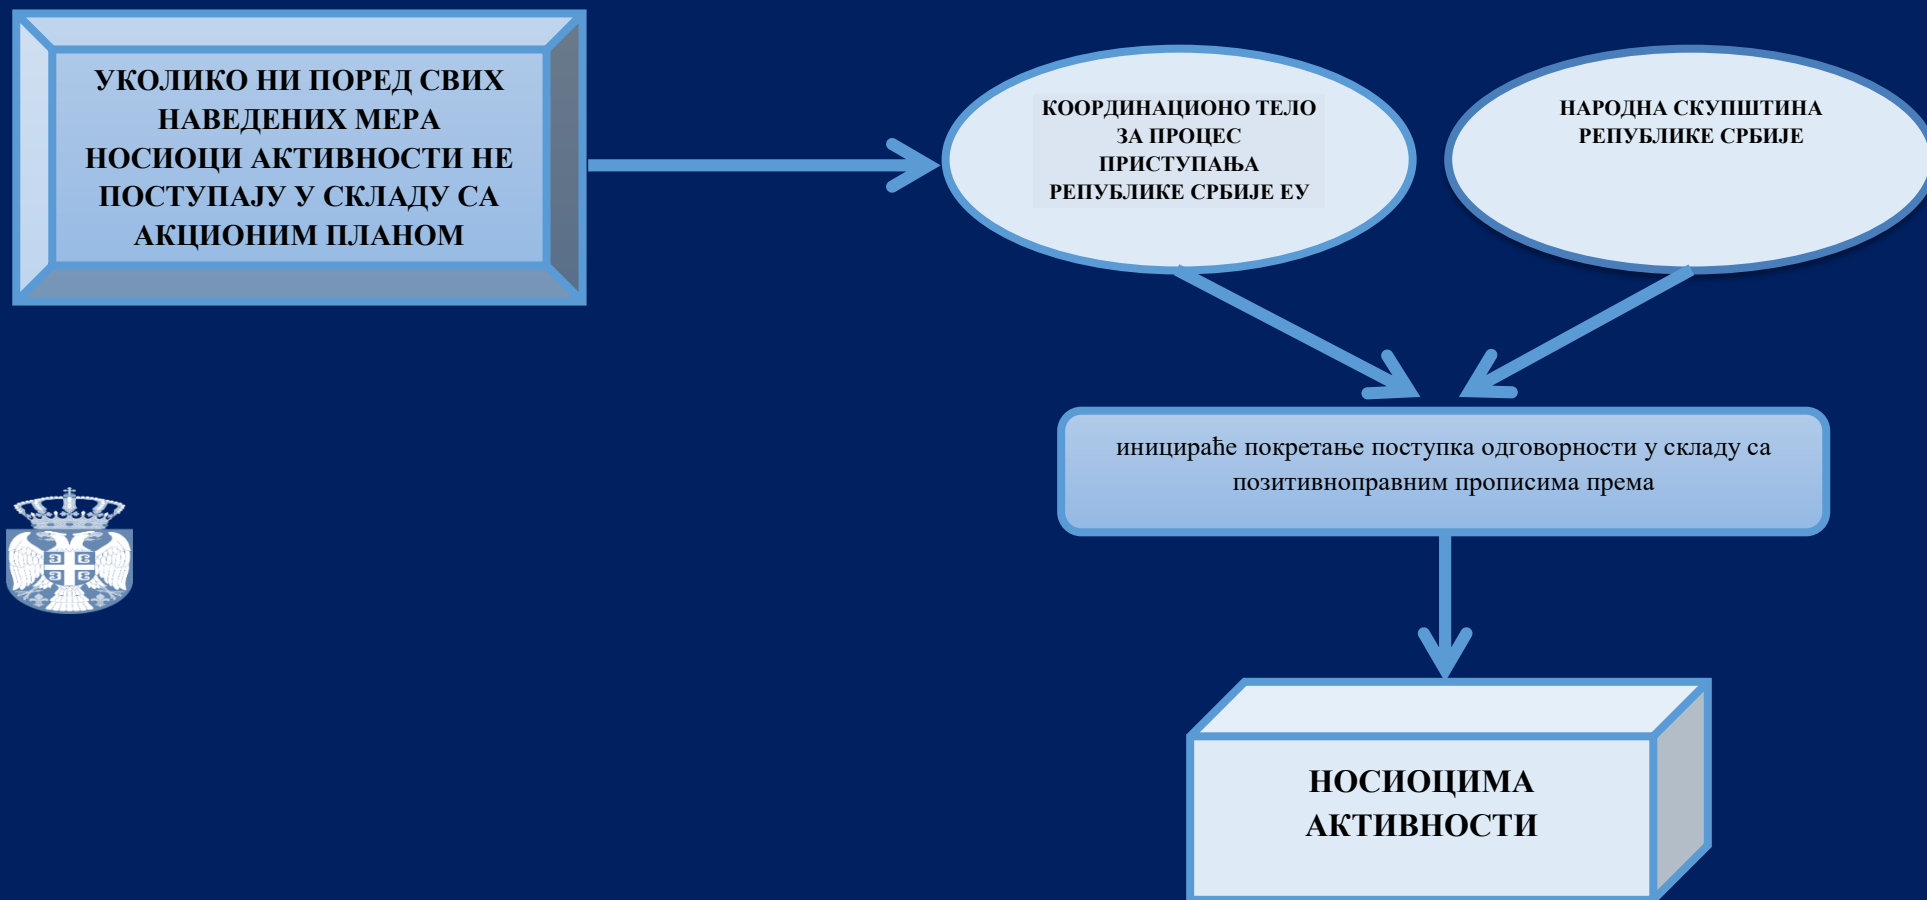 УКОЛИКО НИ ПОРЕД СВИХ
НАВЕДЕНИХ МЕРА
НОСИОЦИ АКТИВНОСТИ НЕ
ПОСТУПАЈУ У СКЛАДУ СА
АКЦИОНИМ ПЛАНОМ
КООРДИНАЦИОНО ТЕЛО
ЗА ПРОЦЕС
ПРИСТУПАЊА
РЕПУБЛИКЕ СРБИЈЕ ЕУ
НАРОДНА СКУПШТИНА
РЕПУБЛИКЕ СРБИЈЕ
иницираће покретање поступка одговорности у складу са
позитивноправним прописима према
НОСИОЦИМА
АКТИВНОСТИ